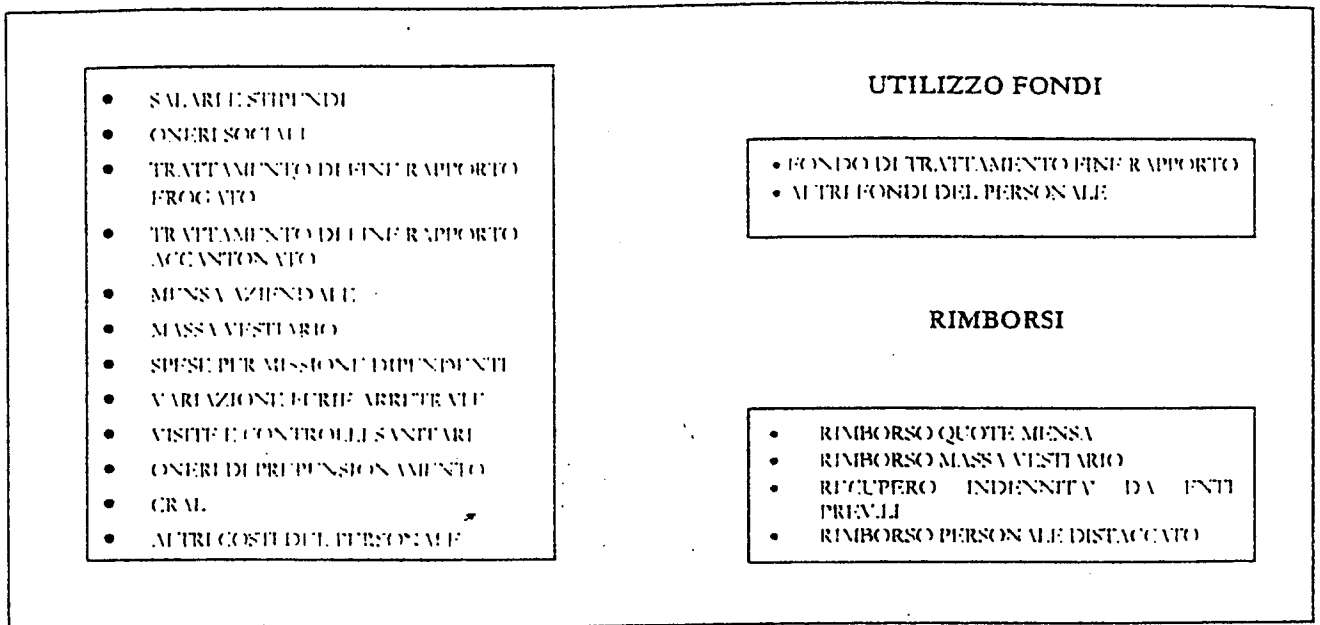 • SALARI E STIPENDI
• ONERI SOCIALI
• TRATTAMENTO DI FINE RAPPORTO
EROGATO
• TRATTAMENTO DI FINE RAPPORTO
ACCANTONATO
• MENSA AZIENDALE
• MASSA VESTIARIO
• SPESE PER MISSIONE DIPENDENTI
• VARIAZIONE FERIE ARRETRATE
• VISITE E CONTROLLI SANITARI
• ONERI DI PREPENSIONAMENTO
• CRAL
• ALTRI COSTI DEL PERSONALE
UTILIZZO FONDI
• FONDO DI TRATTAMENTO FINE RAPPORTO
• ALTRI FONDI DEL PERSONALE
RIMBORSI
• RIMBORSO QUOTE MENSA
• RIMBORSO MASSA VESTIARIO
• RECUPERO INDENNITA' DA ENTI
PREV.LI
• RIMBORSO PERSONALE DISTACCATO